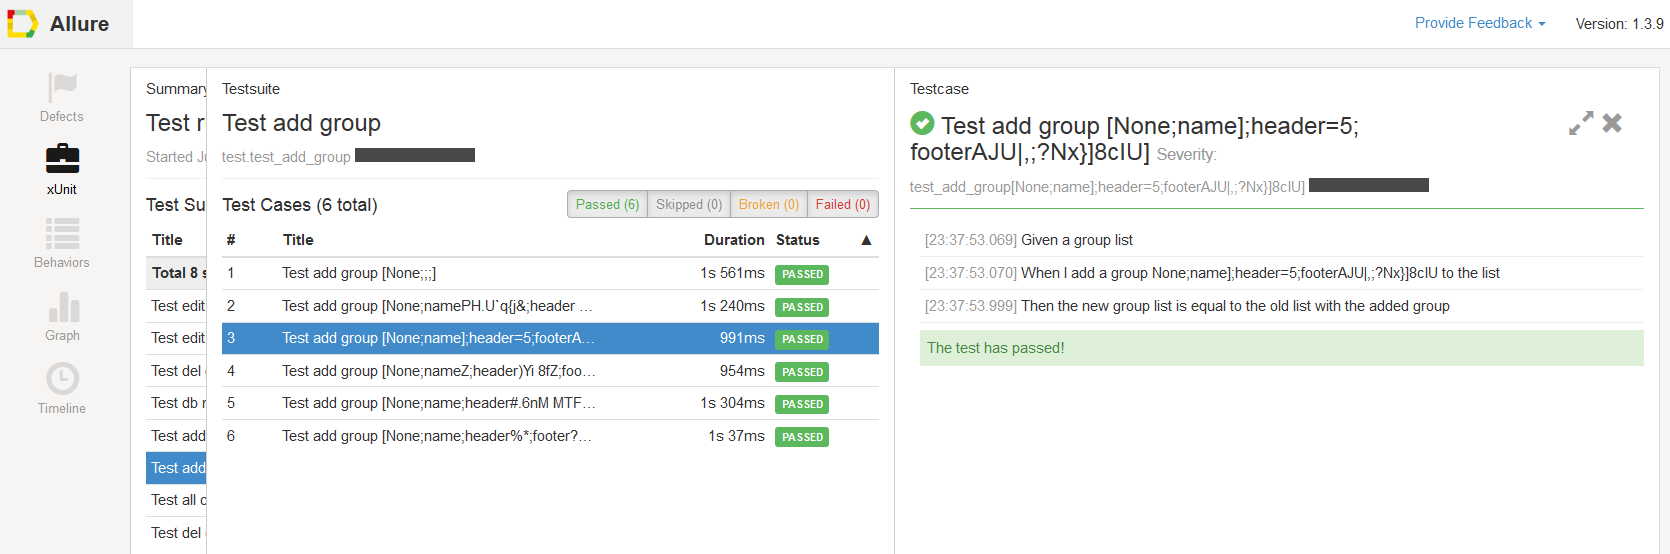 Allure
Provide Feedback
Version: 1.3.9
Defects
xUnit
Behaviors
Graph
Timeline
Summary
Test r
Started Ju
Test Su
Title
Total 8 s
Test edit
Test edit
Test del
Test db r
Test add
Test add
Test all c
Test del
Testsuite
Test add group
test.test_add_group
Test Cases (6 total)
Passed (6) Skipped (0) Broken (0) Failed (0)
# Title Duration Status ▲
1 Test add group [None;;;] 1s 561ms PASSED
2 Test add group [None;namePH.U`q{j&;header ... 1s 240ms PASSED
3 Test add group [None;name];header=5;footerA... 991ms PASSED
4 Test add group [None;nameZ;header)Yi 8fZ;foo... 954ms PASSED
5 Test add group [None;name;header#.6nM MTF... 1s 304ms PASSED
6 Test add group [None;name;header%*;footer?... 1s 37ms PASSED
Testcase
Test add group [None;name];header=5;
footerAJU|,;?Nx}]8cIU] Severity:
test_add_group[None;name];header=5;footerAJU|,;?Nx}]8cIU]
[23:37:53.069] Given a group list
[23:37:53.070] When I add a group None;name];header=5;footerAJU|,;?Nx}]8cIU to the list
[23:37:53.999] Then the new group list is equal to the old list with the added group
The test has passed!